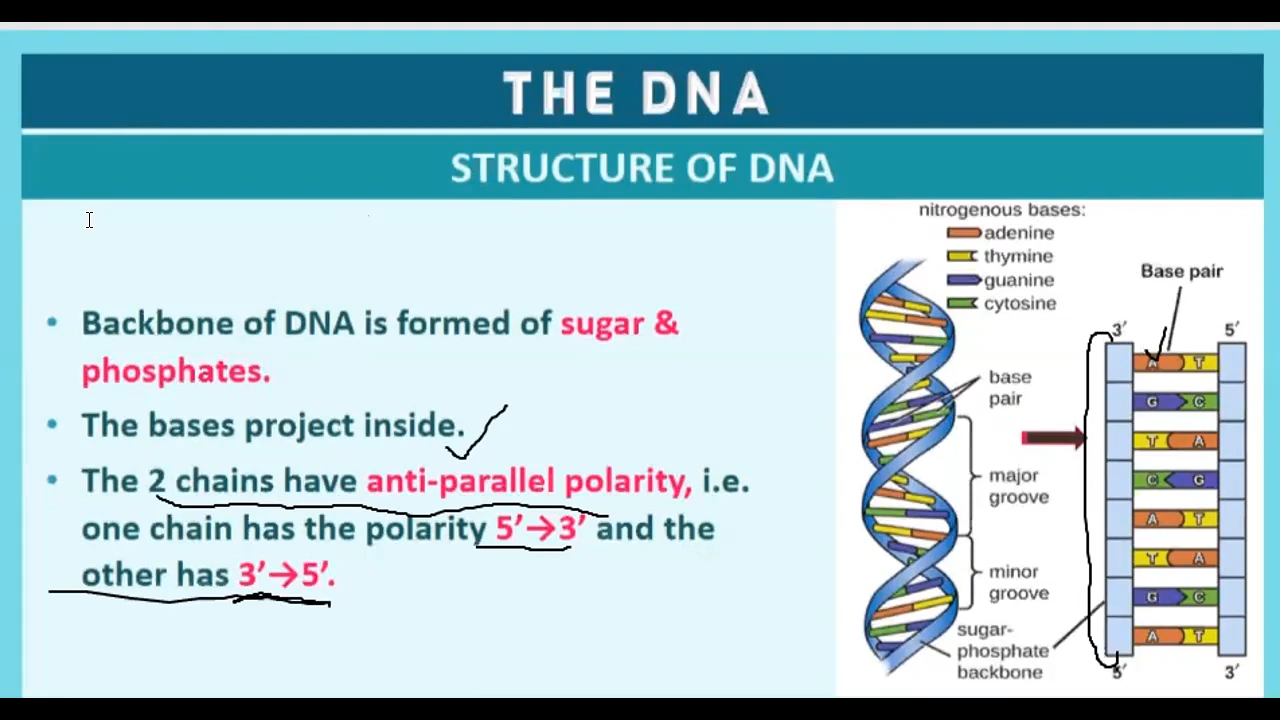 THE DNA
STRUCTURE OF DNA
• Backbone of DNA is formed of sugar &
phosphates.
• The bases project inside.
• The 2 chains have anti-parallel polarity, i.e.
one chain has the polarity 5’→3’ and the
other has 3’→5’.
nitrogenous bases:
adenine
thymine
guanine
cytosine
base
pair
major
groove
minor
groove
sugar-
phosphate
backbone
Base pair
3′ 5′
A T
G C
T A
C G
A T
T A
G C
A T
5′ 3′